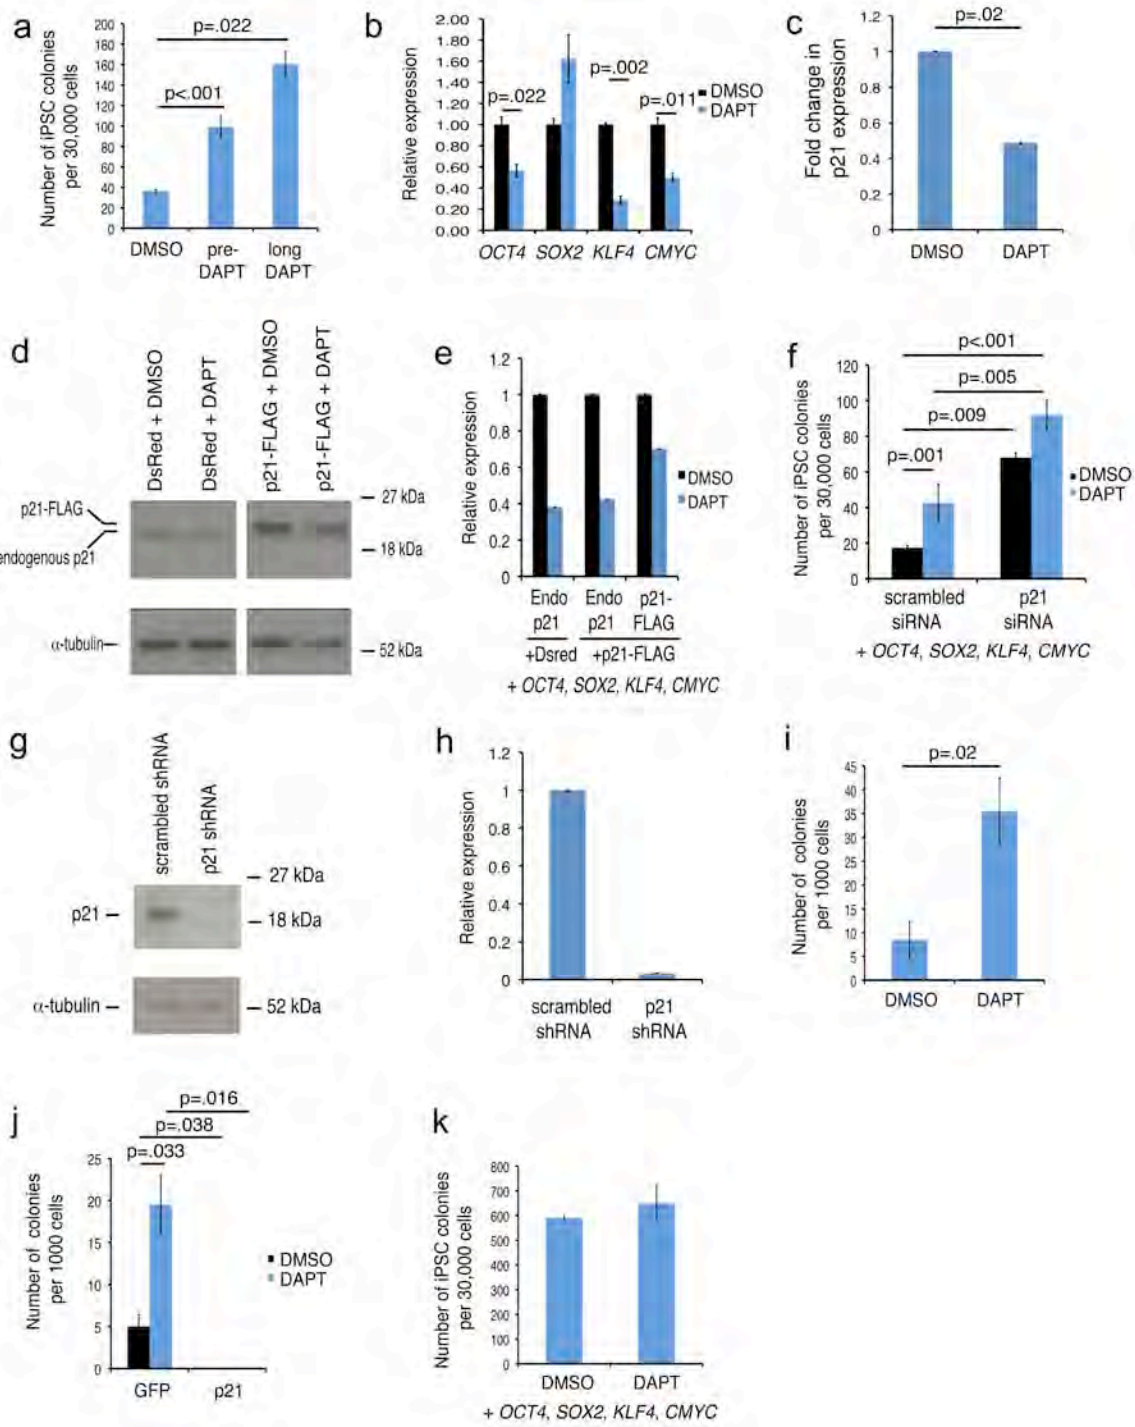 a
Number of iPSC colonies
per 30,000 cells
200
180
160
140
120
100
80
60
40
20
0
p=.022
p<.001
DMSO
pre-
DAPT
long
DAPT
b
Relative expression
2.00
1.80
1.60
1.40
1.20
1.00
0.80
0.60
0.40
0.20
0.00
p=.022
p=.002
p=.011
DMSO
DAPT
OCT4 SOX2 KLF4 CMYC
c
Fold change in
p21 expression
1.2
1
0.8
0.6
0.4
0.2
0
p=.02
DMSO
DAPT
d
DsRed + DMSO
DsRed + DAPT
p21-FLAG + DMSO
p21-FLAG + DAPT
p21-FLAG
endogenous p21
27 kDa
18 kDa
α-tubulin
52 kDa
e
Relative expression
1.2
1
0.8
0.6
0.4
0.2
0
DMSO
DAPT
Endo
p21
Endo
p21
p21-
FLAG
+Dsred
+p21-FLAG
+ OCT4, SOX2, KLF4, CMYC
f
Number of iPSC colonies
per 30,000 cells
120
100
80
60
40
20
0
p<.001
p=.005
p=.009
p=.001
DMSO
DAPT
scrambled
siRNA
p21
siRNA
+ OCT4, SOX2, KLF4, CMYC
g
scrambled shRNA
p21 shRNA
27 kDa
p21
18 kDa
α-tubulin
52 kDa
h
Relative expression
1.2
1
0.8
0.6
0.4
0.2
0
scrambled
shRNA
p21
shRNA
i
Number of colonies
per 1000 cells
45
40
35
30
25
20
15
10
5
0
p=.02
DMSO
DAPT
j
Number of colonies
per 1000 cells
25
20
15
10
5
0
p=.016
p=.038
p=.033
DMSO
DAPT
GFP
p21
k
Number of iPSC colonies
per 30,000 cells
800
700
600
500
400
300
200
100
0
DMSO
DAPT
+ OCT4, SOX2, KLF4, CMYC